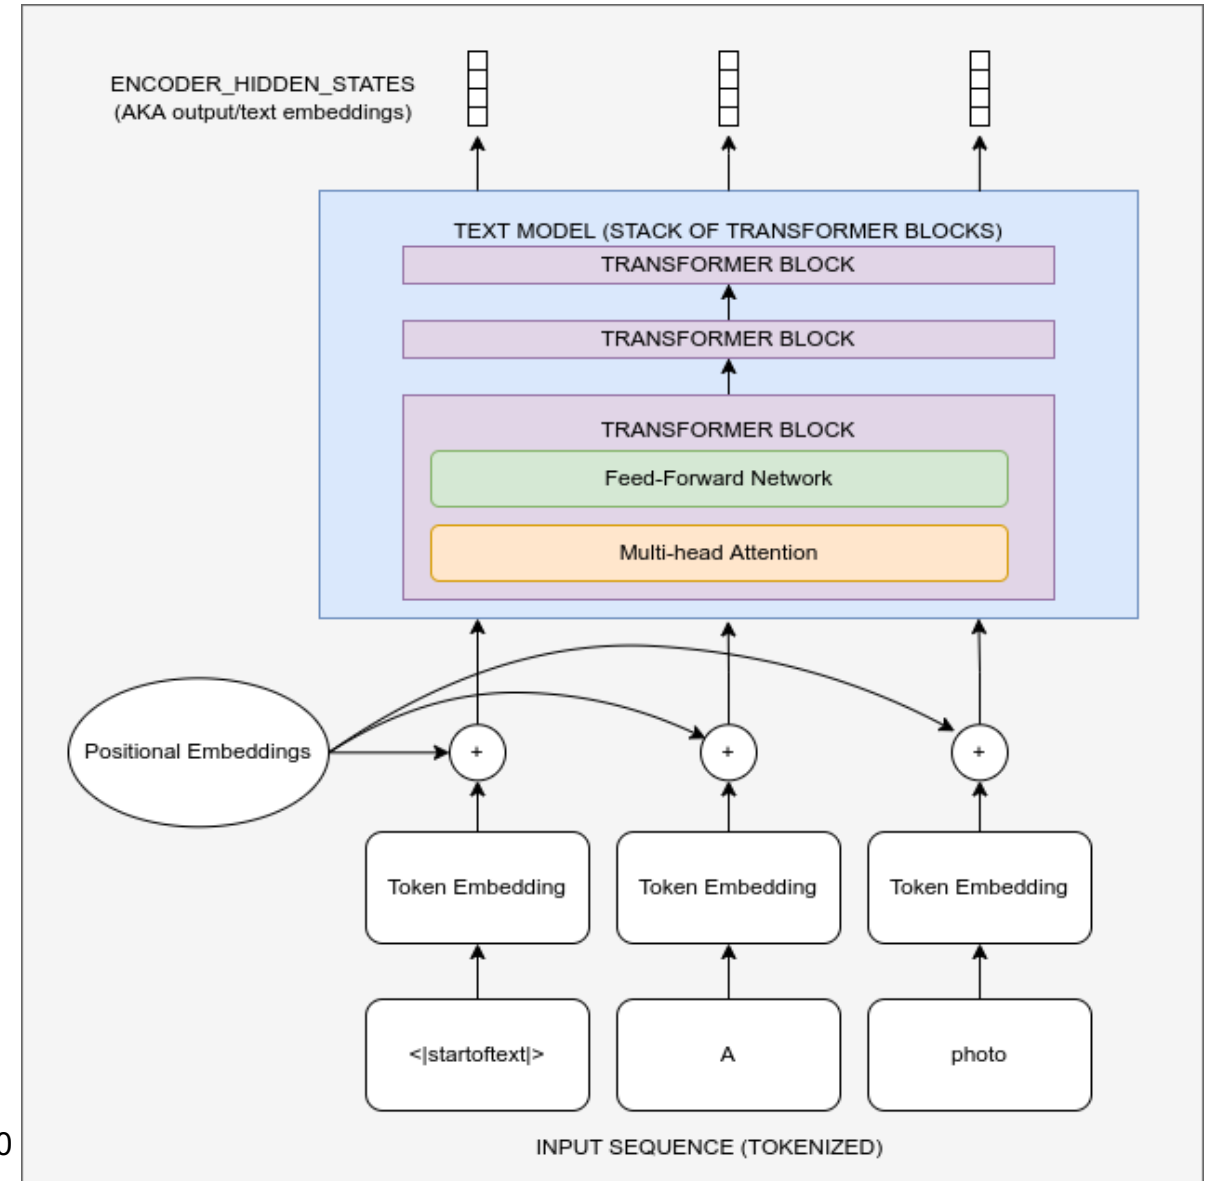 ENCODER_HIDDEN_STATES
(AKA output/text embeddings)
TEXT MODEL (STACK OF TRANSFORMER BLOCKS)
TRANSFORMER BLOCK
TRANSFORMER BLOCK
TRANSFORMER BLOCK
Feed-Forward Network
Multi-head Attention
Positional Embeddings
+ + +
Token Embedding Token Embedding Token Embedding
<|startoftext|> A photo
0
INPUT SEQUENCE (TOKENIZED)